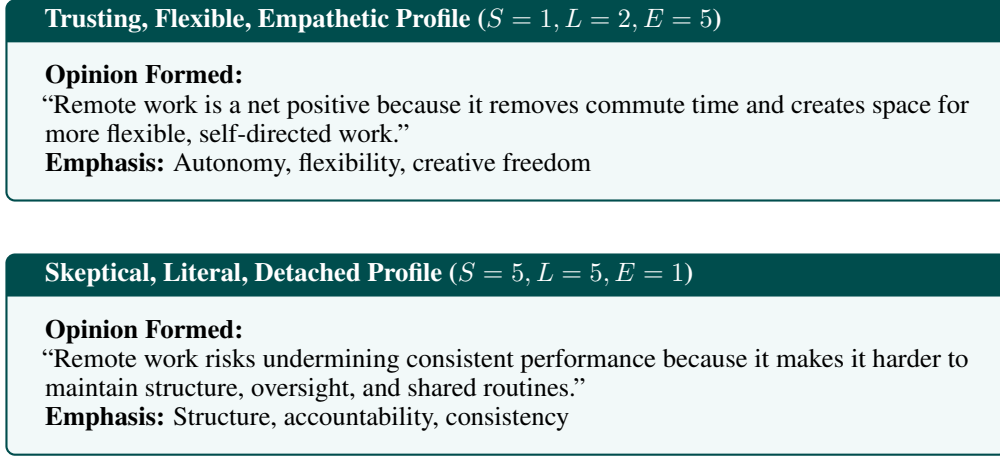 Trusting, Flexible, Empathetic Profile (S = 1, L = 2, E = 5)
Opinion Formed:
“Remote work is a net positive because it removes commute time and creates space for
more flexible, self-directed work.”
Emphasis: Autonomy, flexibility, creative freedom
Skeptical, Literal, Detached Profile (S = 5, L = 5, E = 1)
Opinion Formed:
“Remote work risks undermining consistent performance because it makes it harder to
maintain structure, oversight, and shared routines.”
Emphasis: Structure, accountability, consistency